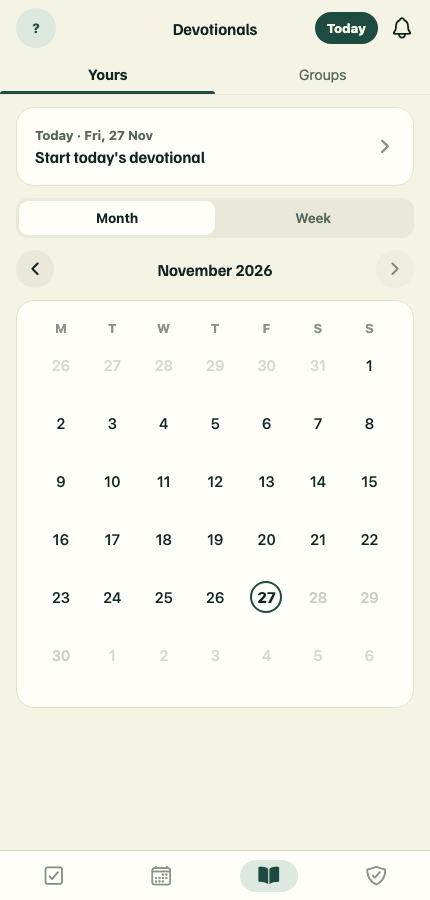 ? Devotionals Today
Yours Groups
Today · Fri, 27 Nov
Start today's devotional
Month Week
November 2026
M T W T F S S
26 27 28 29 30 31 1
2 3 4 5 6 7 8
9 10 11 12 13 14 15
16 17 18 19 20 21 22
23 24 25 26 27 28 29
30 1 2 3 4 5 6